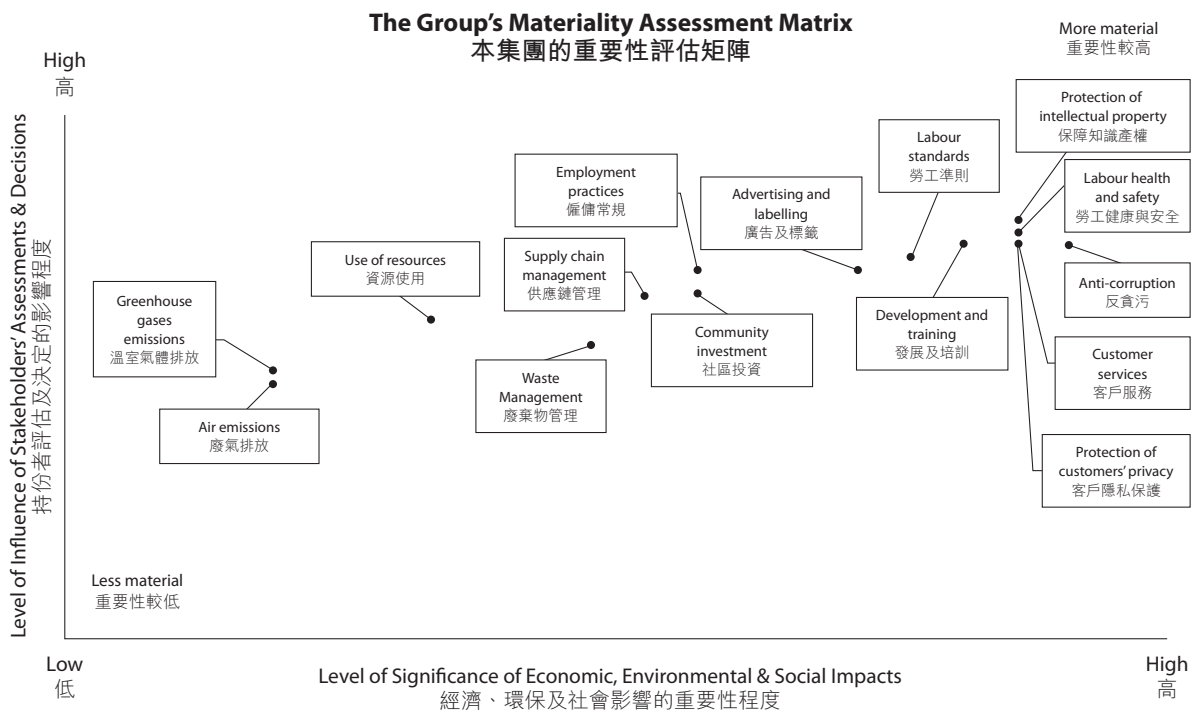 The Group's Materiality Assessment Matrix
本集團的重要性評估矩陣
More material
重要性較高
High
高
Level of Influence of Stakeholders' Assessments & Decisions
持份者評估及決定的影響程度
Protection of
intellectual property
保障知識產權
Labour
standards
勞工準則
Employment
practices
僱傭常規
Labour health
and safety
勞工健康與安全
Advertising and
labelling
廣告及標籤
Use of resources
資源使用
Supply chain
management
供應鏈管理
Anti-corruption
反貪污
Greenhouse
gases
emissions
溫室氣體排放
Development and
training
發展及培訓
Community
investment
社區投資
Customer
services
客戶服務
Waste
Management
廢棄物管理
Air emissions
廢氣排放
Protection of
customers' privacy
客戶隱私保護
Less material
重要性較低
Low
低
Level of Significance of Economic, Environmental & Social Impacts
經濟、環保及社會影響的重要性程度
High
高